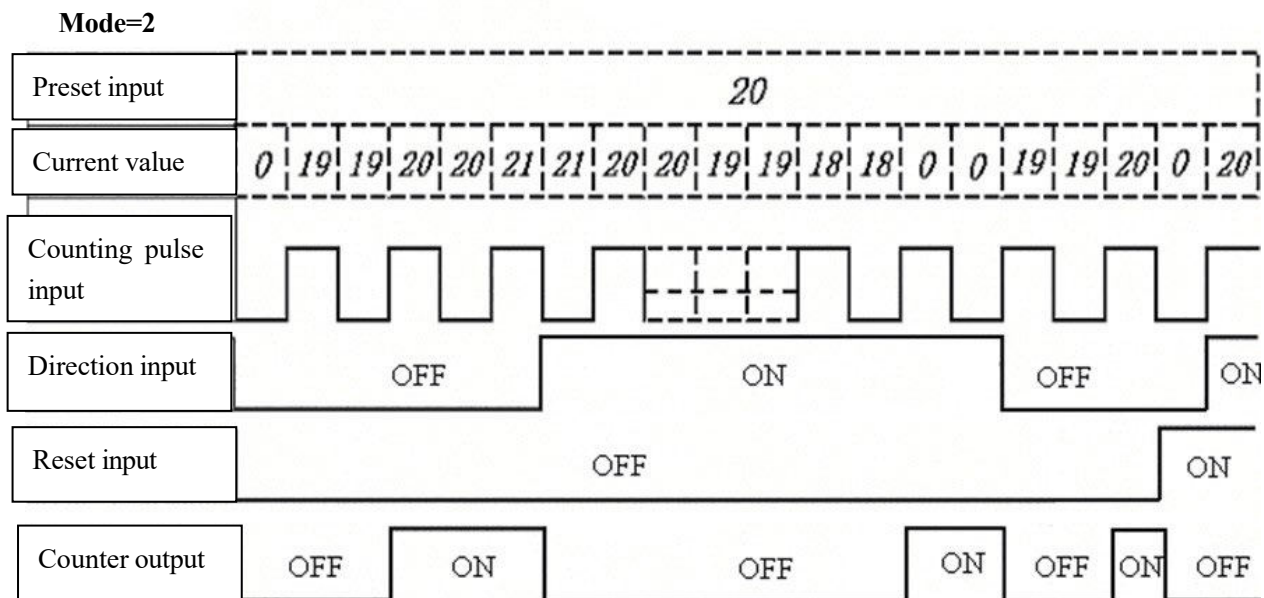 Mode=2
Preset input
20
Current value
0 19 19 20 20 21 21 20 20 19 19 18 18 0 0 19 19 20 0 20
Counting pulse
input
Direction input
OFF ON OFF ON
Reset input
OFF ON
Counter output
OFF ON OFF ON OFF ON OFF